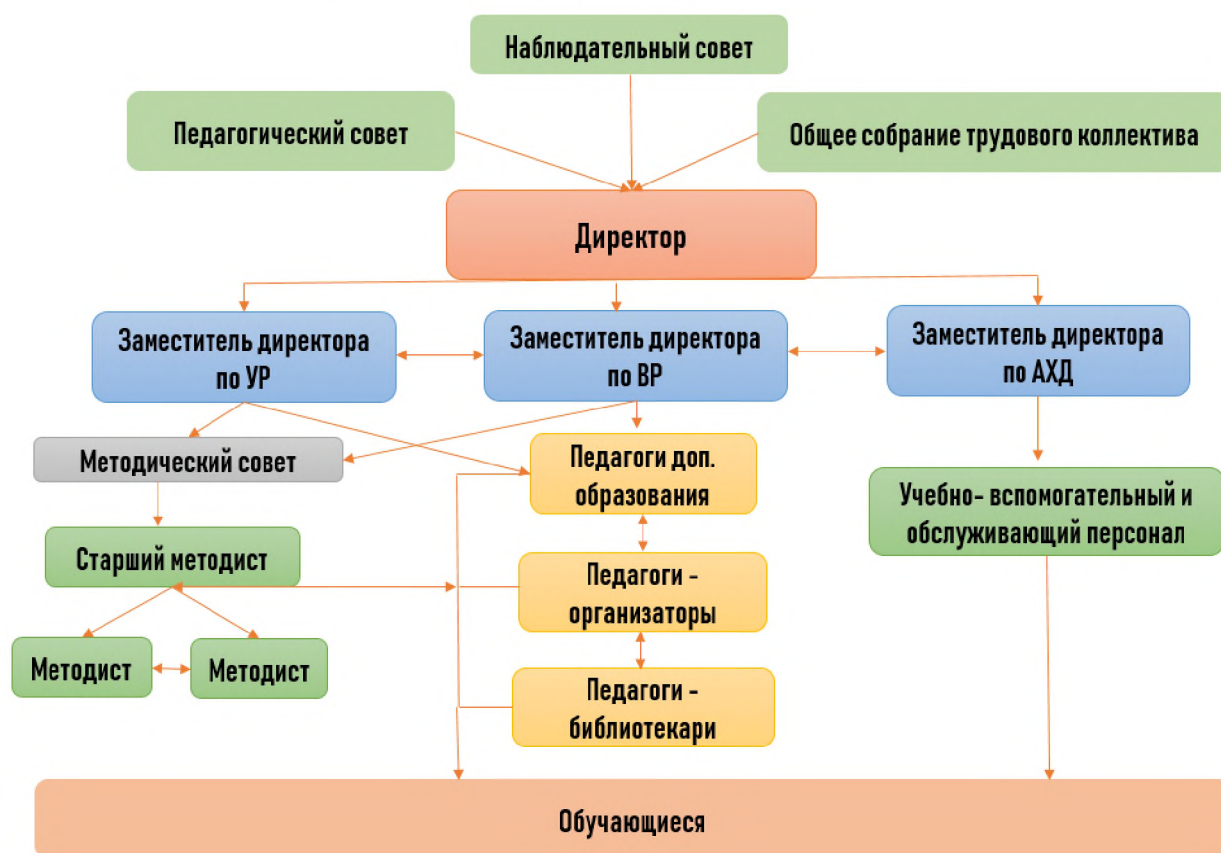 Наблюдательный совет
Педагогический совет
Общее собрание трудового коллектива
Директор
Заместитель директора
по УР
Заместитель директора
по ВР
Заместитель директора
по АХД
Методический совет
Педагоги доп.
образования
Учебно- вспомогательный и
обслуживающий персонал
Старший методист
Педагоги -
организаторы
Методист
Методист
Педагоги -
библиотекари
Обучающиеся